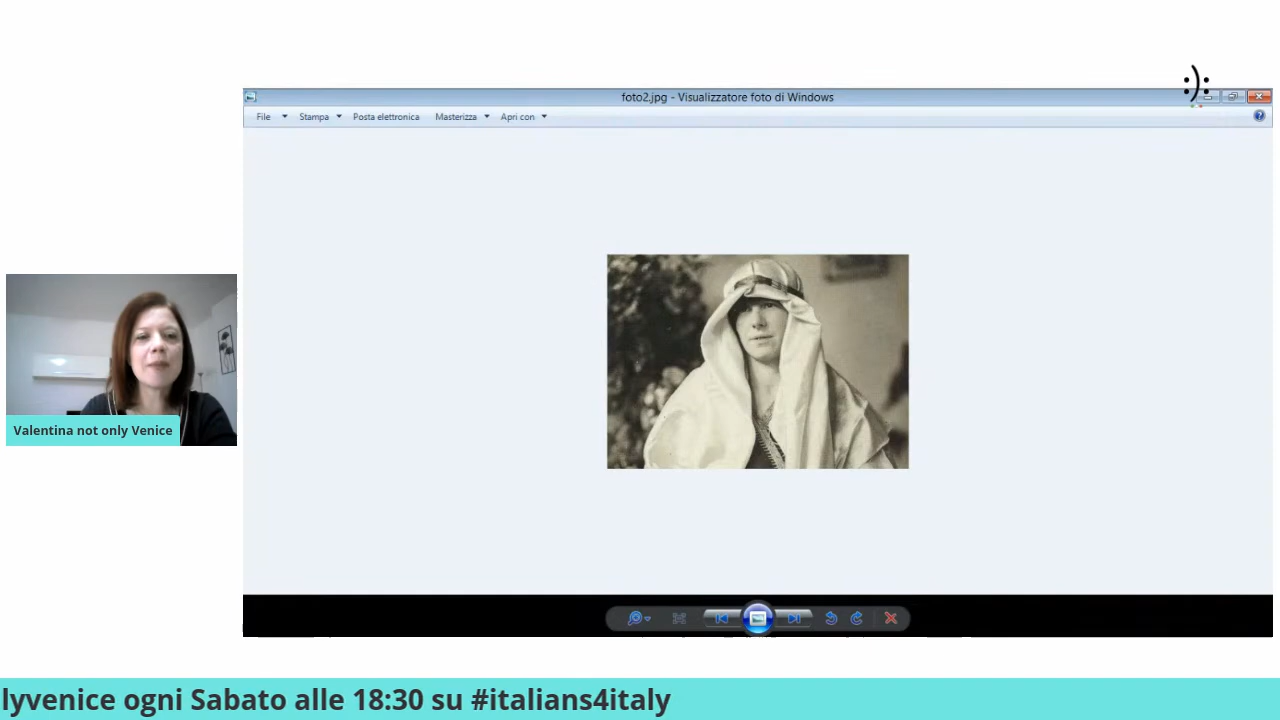 foto2.jpg - Visualizzatore foto di Windows
File Stampa Posta elettronica Masterizza Apri con
Valentina not only Venice
lyvenice ogni Sabato alle 18:30 su #italians4italy